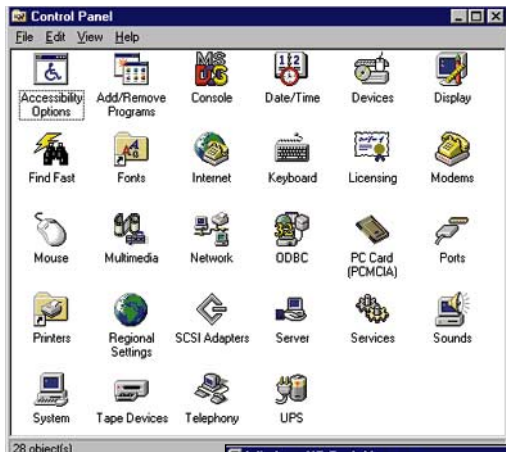 Control Panel
File Edit View Help
Accessibility Options
Add/Remove Programs
Console
Date/Time
Devices
Display
Find Fast
Fonts
Internet
Keyboard
Licensing
Modems
Mouse
Multimedia
Network
ODBC
PC Card (PCMCIA)
Ports
Printers
Regional Settings
SCSI Adapters
Server
Services
Sounds
System
Tape Devices
Telephony
UPS
28 object(s)